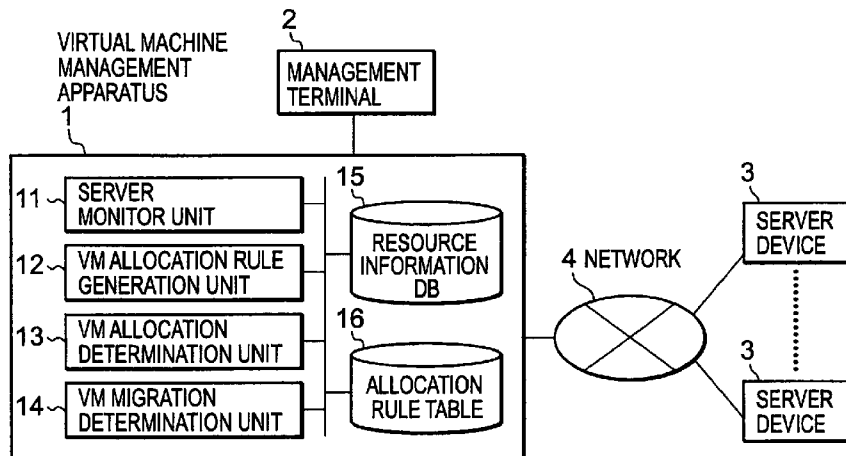 VIRTUAL MACHINE
MANAGEMENT
APPARATUS
1
2
MANAGEMENT
TERMINAL
11
SERVER
MONITOR UNIT
12
VM ALLOCATION RULE
GENERATION UNIT
13
VM ALLOCATION
DETERMINATION UNIT
14
VM MIGRATION
DETERMINATION UNIT
15
RESOURCE
INFORMATION
DB
16
ALLOCATION
RULE TABLE
4 NETWORK
3
SERVER
DEVICE
3
SERVER
DEVICE